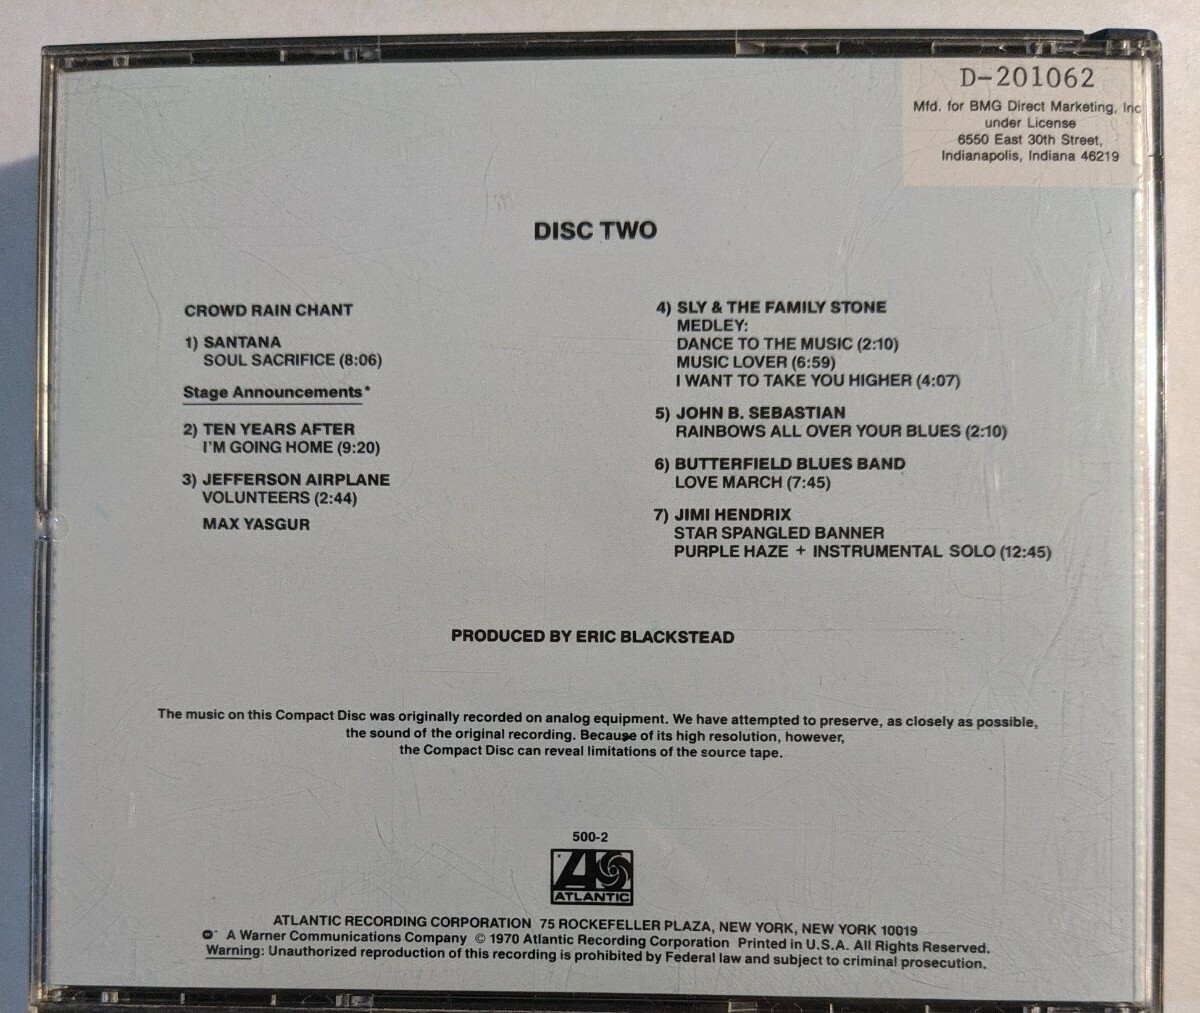 D-201062
Mfd. for BMG Direct Marketing, Inc
under License
6550 East 30th Street,
Indianapolis, Indiana 46219
DISC TWO
CROWD RAIN CHANT
1) SANTANA
SOUL SACRIFICE (8:06)
Stage Announcements*
2) TEN YEARS AFTER
I'M GOING HOME (9:20)
3) JEFFERSON AIRPLANE
VOLUNTEERS (2:44)
MAX YASGUR
4) SLY & THE FAMILY STONE
MEDLEY:
DANCE TO THE MUSIC (2:10)
MUSIC LOVER (6:59)
I WANT TO TAKE YOU HIGHER (4:07)
5) JOHN B. SEBASTIAN
RAINBOWS ALL OVER YOUR BLUES (2:10)
6) BUTTERFIELD BLUES BAND
LOVE MARCH (7:45)
7) JIMI HENDRIX
STAR SPANGLED BANNER
PURPLE HAZE + INSTRUMENTAL SOLO (12:45)
PRODUCED BY ERIC BLACKSTEAD
The music on this Compact Disc was originally recorded on analog equipment. We have attempted to preserve, as closely as possible,
the sound of the original recording. Because of its high resolution, however,
the Compact Disc can reveal limitations of the source tape.
500-2
ATLANTIC
ATLANTIC RECORDING CORPORATION 75 ROCKEFELLER PLAZA, NEW YORK, NEW YORK 10019
A Warner Communications Company © 1970 Atlantic Recording Corporation Printed in U.S.A. All Rights Reserved.
Warning: Unauthorized reproduction of this recording is prohibited by Federal law and subject to criminal prosecution.